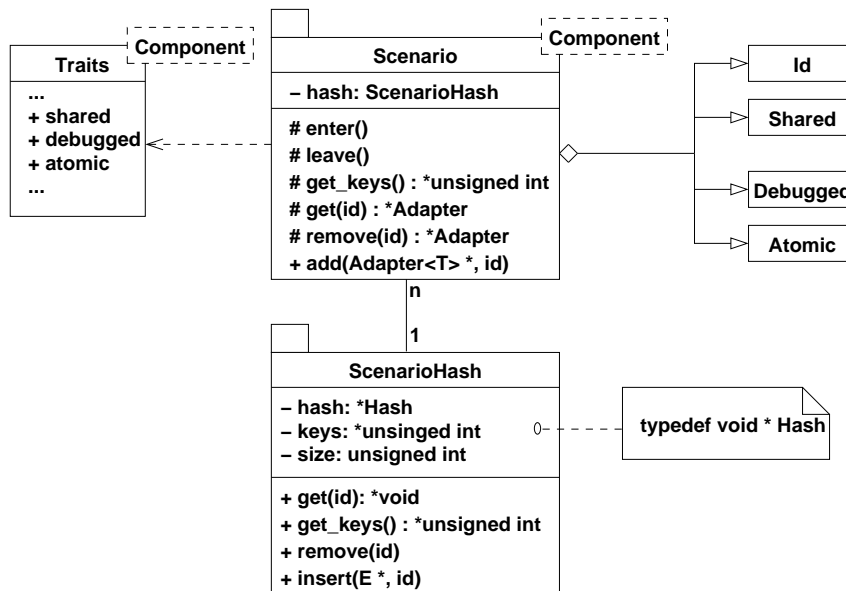 Component
Traits
...
+ shared
+ debugged
+ atomic
...
Component
Scenario
– hash: ScenarioHash
# enter()
# leave()
# get_keys() : *unsigned int
# get(id) : *Adapter
# remove(id) : *Adapter
+ add(Adapter<T> *, id)
Id
Shared
Debugged
Atomic
n
1
ScenarioHash
– hash: *Hash
– keys: *unsinged int
– size: unsigned int
+ get(id): *void
+ get_keys() : *unsigned int
+ remove(id)
+ insert(E *, id)
typedef void * Hash